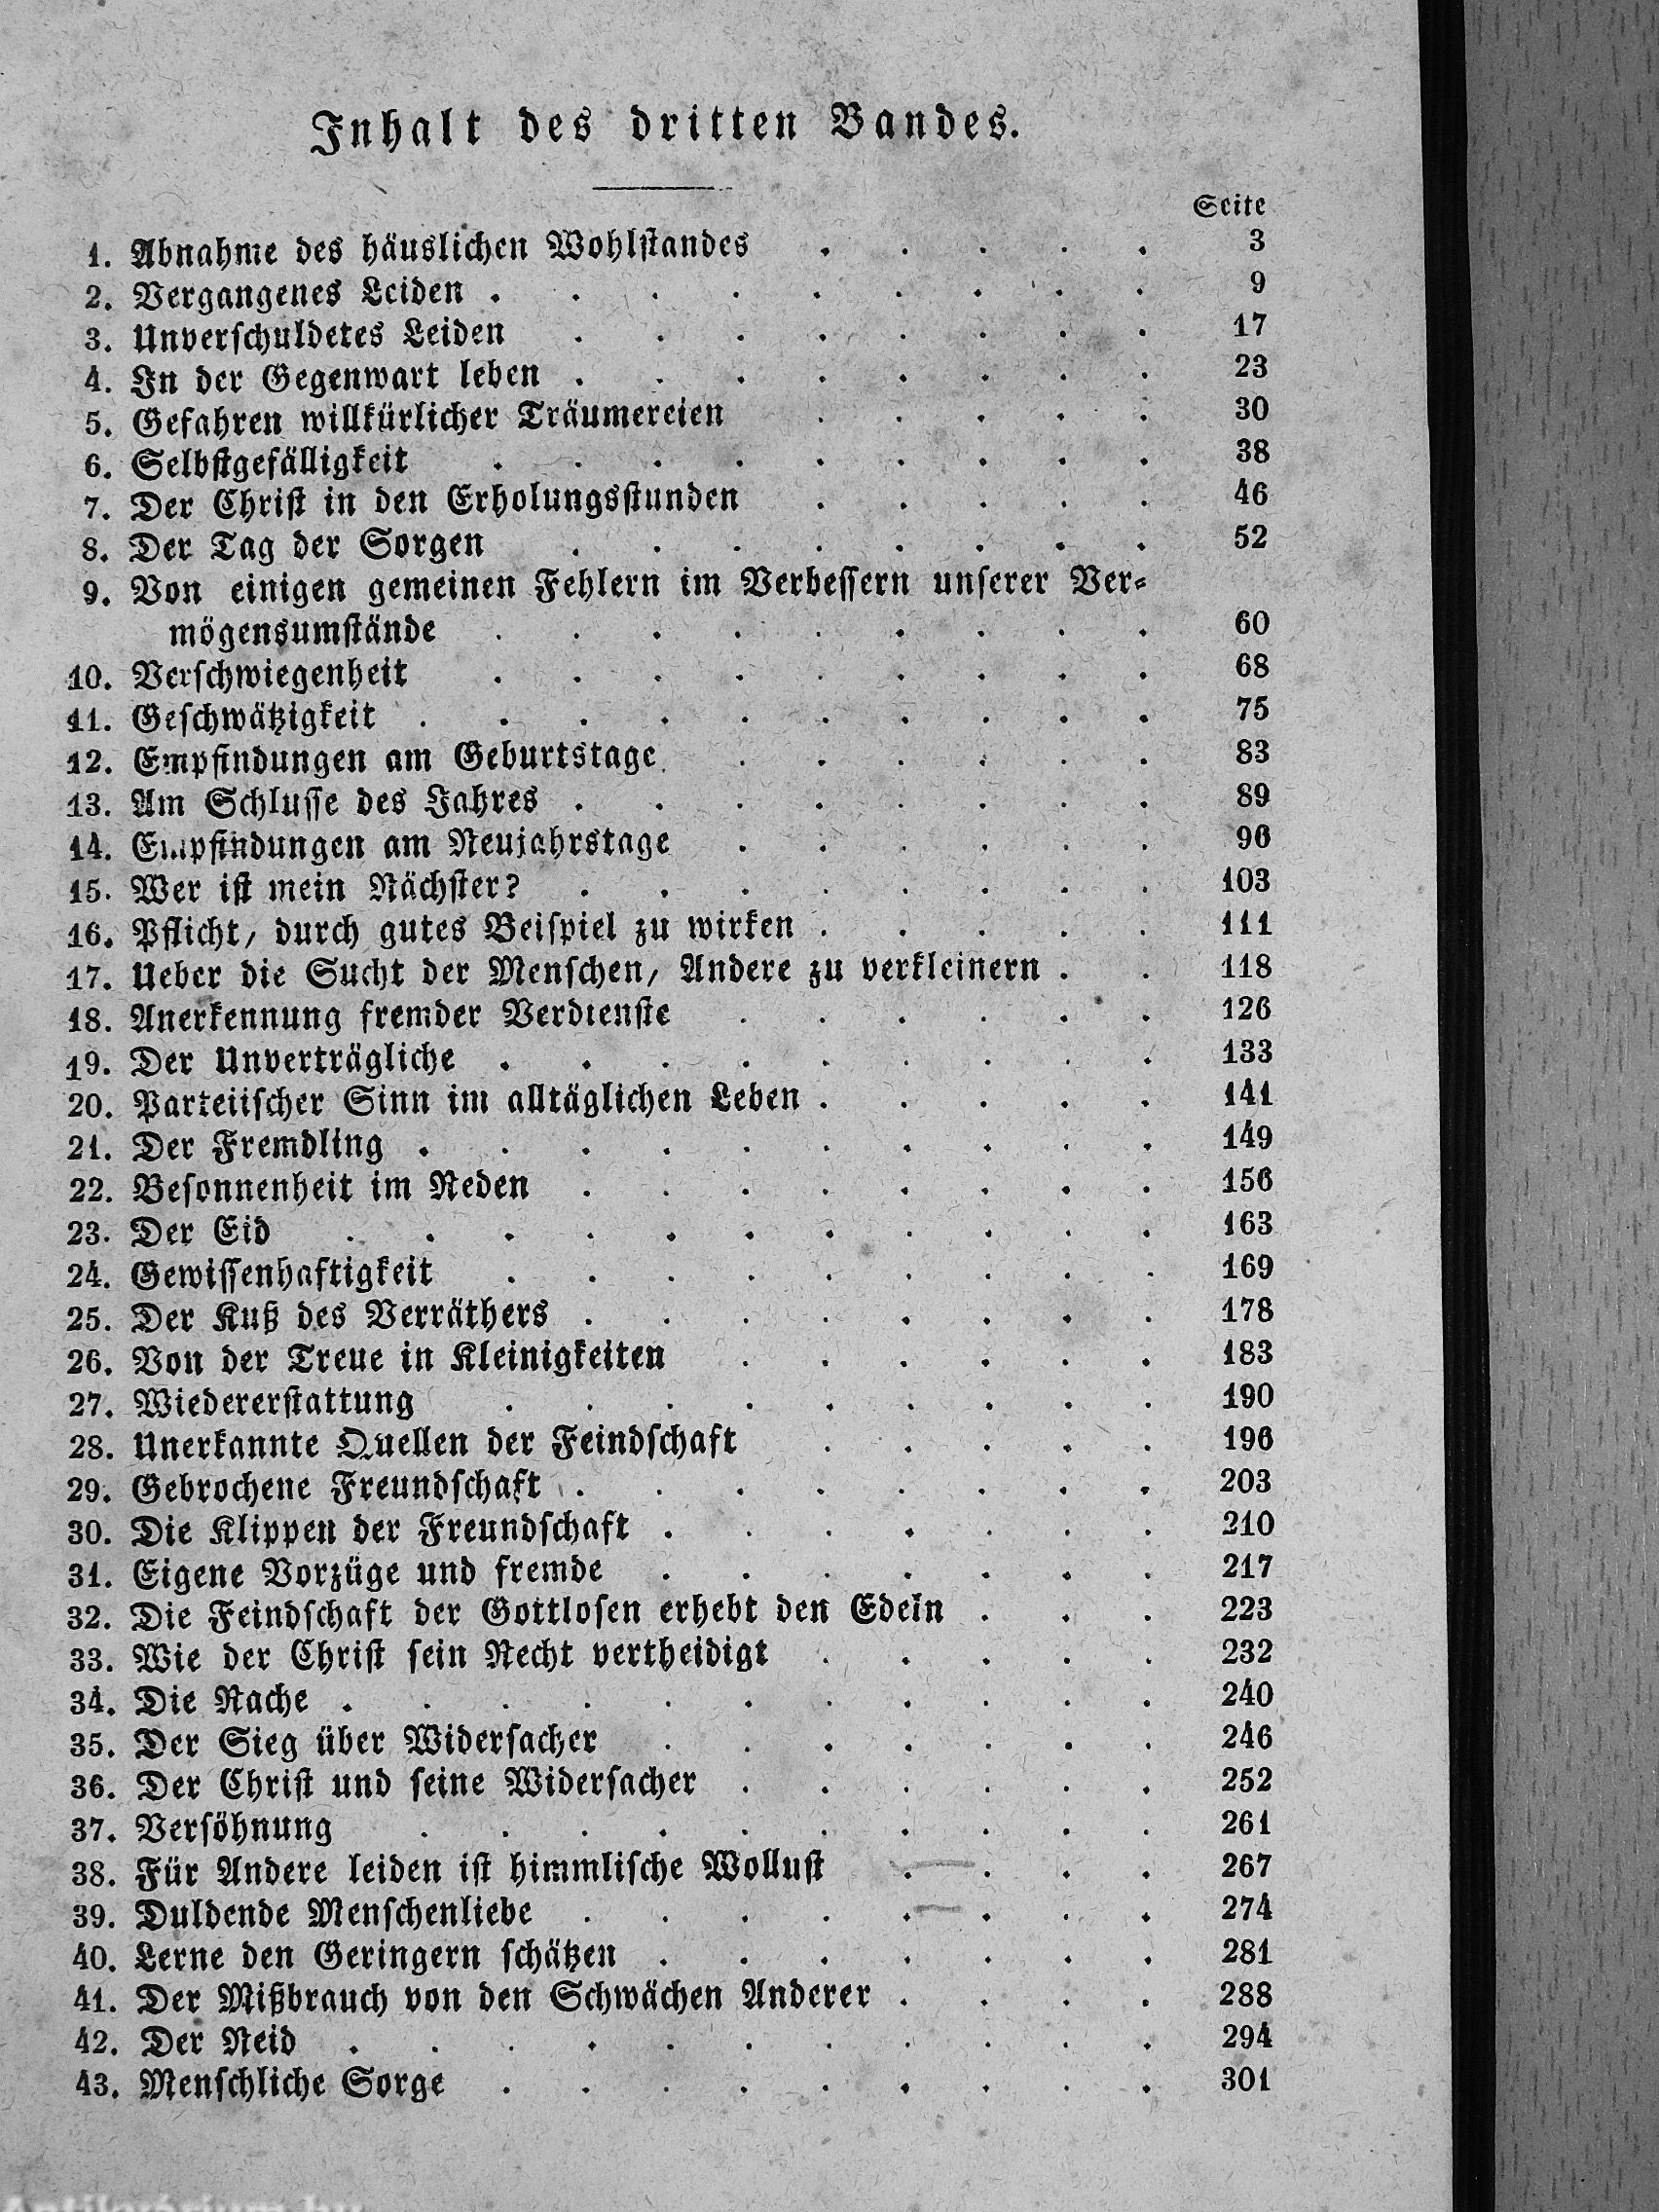 Inhalt des dritten Bandes.
Seite
1. Abnahme des häuslichen Wohlstandes . . . . . 3
2. Vergangenes Leiden . . . . . . . . . 9
3. Unverschuldetes Leiden . . . . . . . . 17
4. In der Gegenwart leben . . . . . . . . 23
5. Gefahren willkürlicher Träumereien . . . . . 30
6. Selbstgefälligkeit . . . . . . . . . 38
7. Der Christ in den Erholungsstunden . . . . . 46
8. Der Tag der Sorgen . . . . . . . . 52
9. Von einigen gemeinen Fehlern im Verbessern unserer Ver-
mögensumstände . . . . . . . . . 60
10. Verschwiegenheit . . . . . . . . . 68
11. Geschwätzigkeit . . . . . . . . . . 75
12. Empfindungen am Geburtstage . . . . . . 83
13. Am Schlusse des Jahres . . . . . . . . 89
14. Empfindungen am Neujahrstage . . . . . . 96
15. Wer ist mein Nächster? . . . . . . . . 103
16. Pflicht, durch gutes Beispiel zu wirken . . . . . 111
17. Ueber die Sucht der Menschen, Andere zu verkleinern . . 118
18. Anerkennung fremder Verdienste . . . . . . 126
19. Der Unverträgliche . . . . . . . . . 133
20. Parteiischer Sinn im alltäglichen Leben . . . . . 141
21. Der Fremdling . . . . . . . . . . 149
22. Besonnenheit im Reden . . . . . . . . 156
23. Der Eid . . . . . . . . . . . 163
24. Gewissenhaftigkeit . . . . . . . . . 169
25. Der Kuß des Verräthers . . . . . . . . 178
26. Von der Treue in Kleinigkeiten . . . . . . 183
27. Wiedererstattung . . . . . . . . . 190
28. Unerkannte Quellen der Feindschaft . . . . . 196
29. Gebrochene Freundschaft . . . . . . . . 203
30. Die Klippen der Freundschaft . . . . . . . 210
31. Eigene Vorzüge und fremde . . . . . . . 217
32. Die Feindschaft der Gottlosen erhebt den Edeln . . . 223
33. Wie der Christ sein Recht vertheidigt . . . . . 232
34. Die Rache . . . . . . . . . . . 240
35. Der Sieg über Widersacher . . . . . . . 246
36. Der Christ und seine Widersacher . . . . . . 252
37. Versöhnung . . . . . . . . . . 261
38. Für Andere leiden ist himmlische Wollust . . . . 267
39. Duldende Menschenliebe . . . . . . . . 274
40. Lerne den Geringern schätzen . . . . . . . 281
41. Der Mißbrauch von den Schwächen Anderer . . . . 288
42. Der Neid . . . . . . . . . . . 294
43. Menschliche Sorge . . . . . . . . . 301